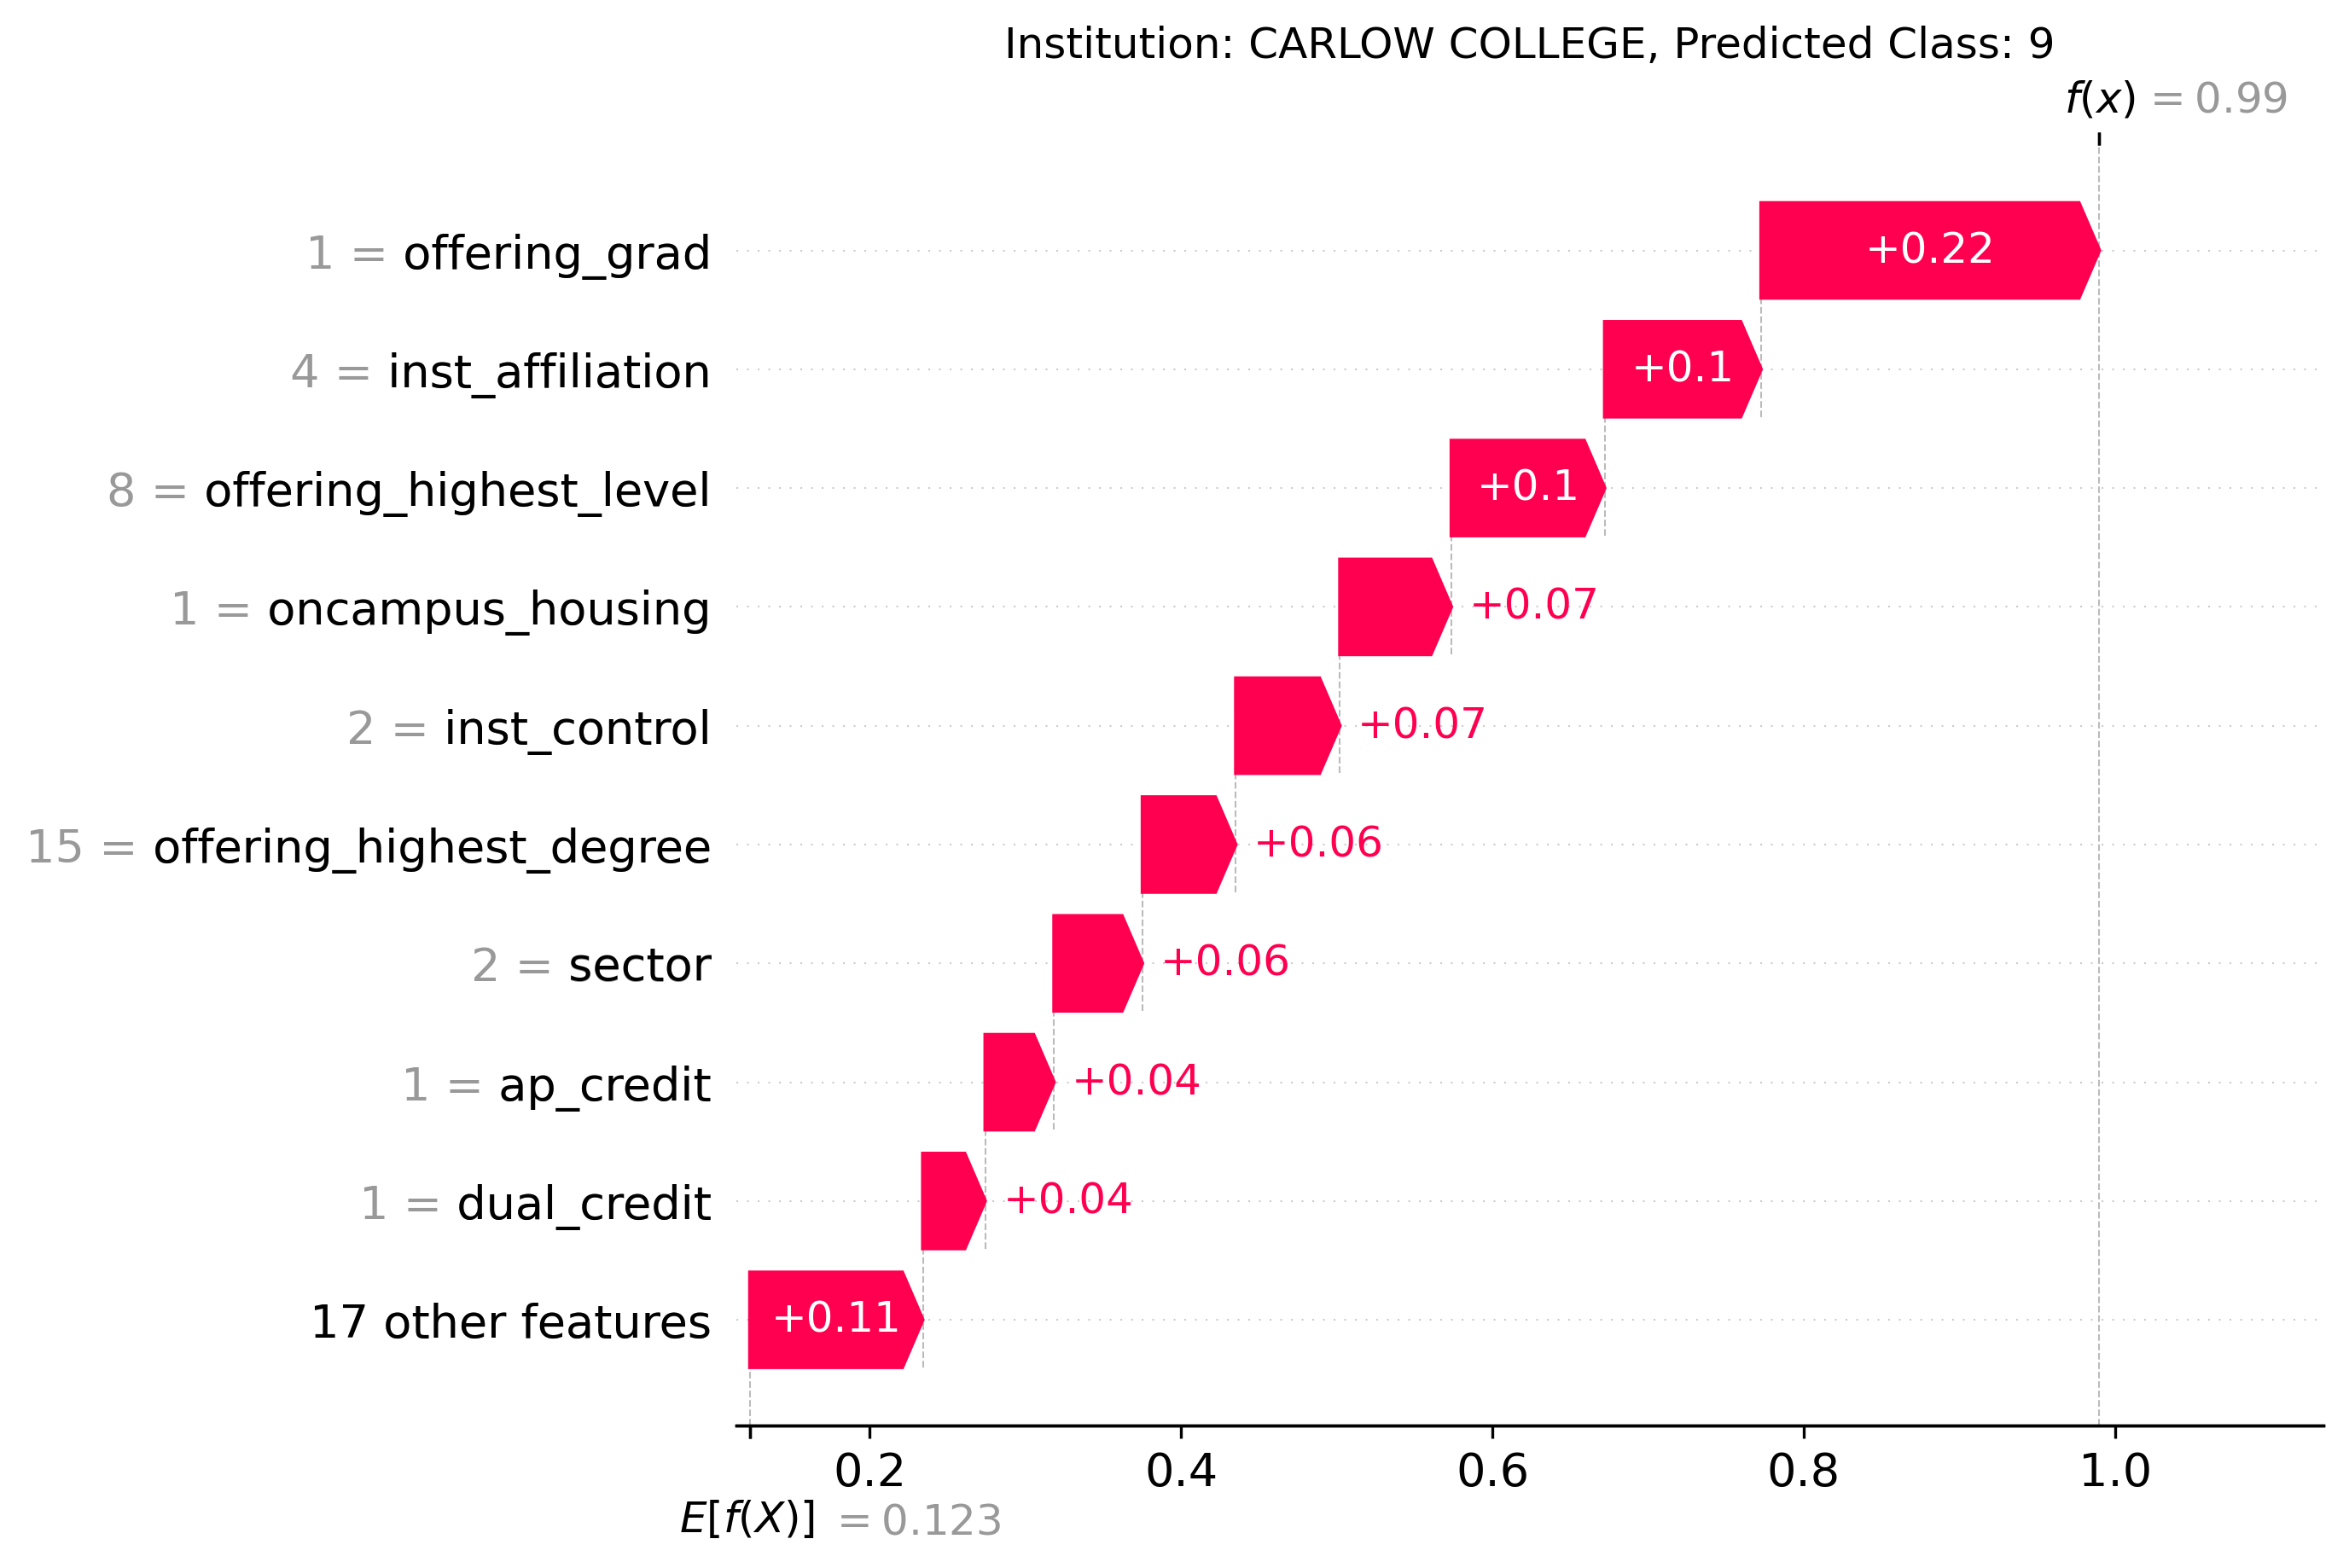 Institution: CARLOW COLLEGE, Predicted Class: 9
f(x) = 0.99
1 = offering_grad
+0.22
4 = inst_affiliation
+0.1
8 = offering_highest_level
+0.1
1 = oncampus_housing
+0.07
2 = inst_control
+0.07
15 = offering_highest_degree
+0.06
2 = sector
+0.06
1 = ap_credit
+0.04
1 = dual_credit
+0.04
17 other features
+0.11
0.2 0.4 0.6 0.8 1.0
E[f(X)] = 0.123